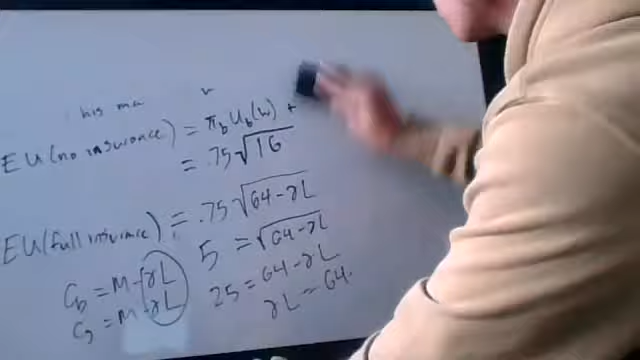 his ma
EU(no insurance) = π_b U_b(w) +
= .75√16
EU(full insurance) = .75√64-γL
5 = √64-γL
C_b = M-γL
25 = 64-γL
C_g = M-γL
γL = 64